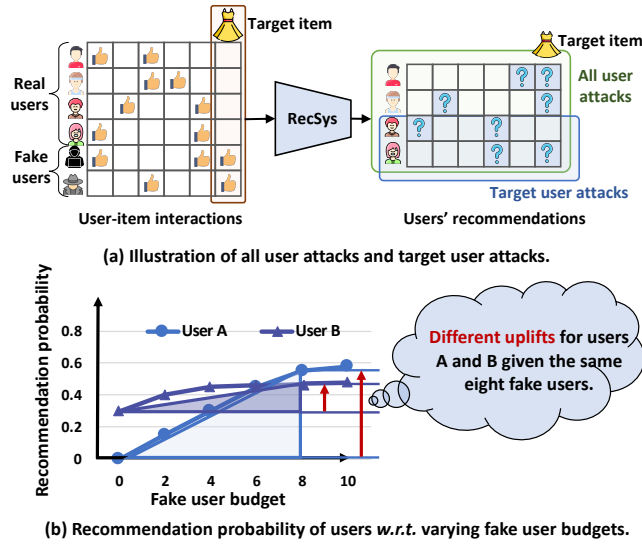 Target item
Real
users
Fake
users
RecSys
Target item
All user
attacks
? ?
? ?
? ?
? ?
Target user attacks
User-item interactions
Users' recommendations
(a) Illustration of all user attacks and target user attacks.
Recommendation probability
0.8
0.6
0.4
0.2
0
User A
User B
0 2 4 6 8 10
Fake user budget
Different uplifts for users
A and B given the same
eight fake users.
(b) Recommendation probability of users w.r.t. varying fake user budgets.